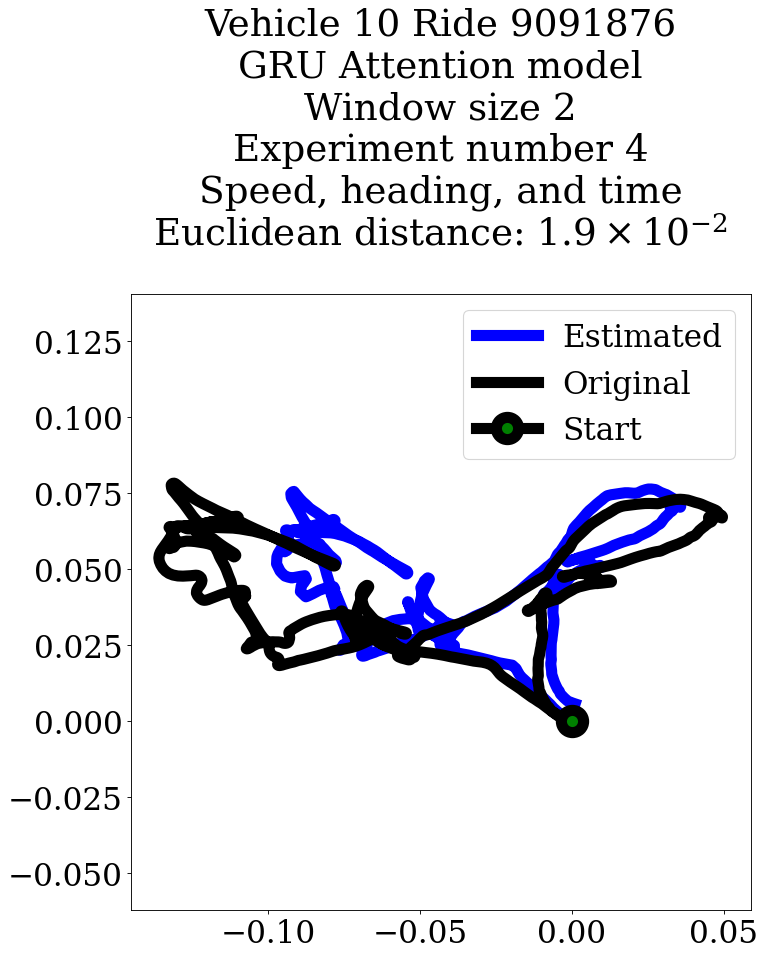 Vehicle 10 Ride 9091876
GRU Attention model
Window size 2
Experiment number 4
Speed, heading, and time
Euclidean distance: 1.9 × 10⁻²
Estimated
Original
Start
0.125
0.100
0.075
0.050
0.025
0.000
−0.025
−0.050
−0.10
−0.05
0.00
0.05